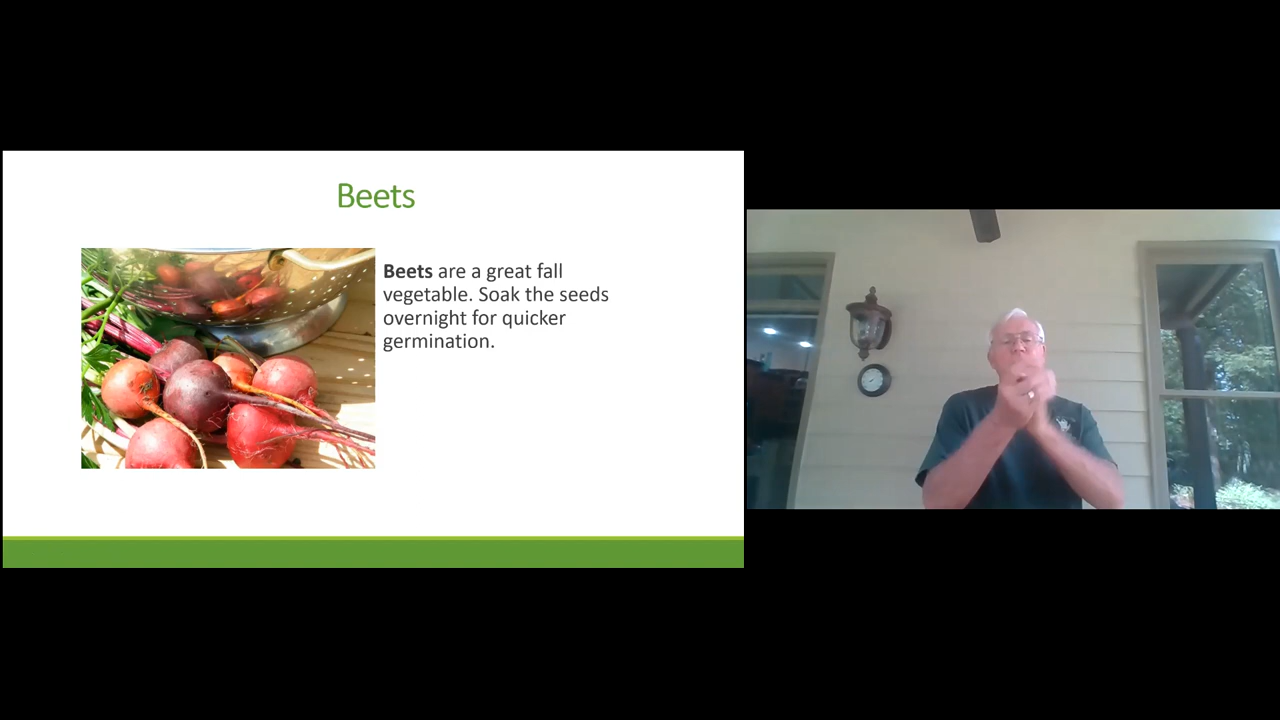 Beets
Beets are a great fall
vegetable. Soak the seeds
overnight for quicker
germination.